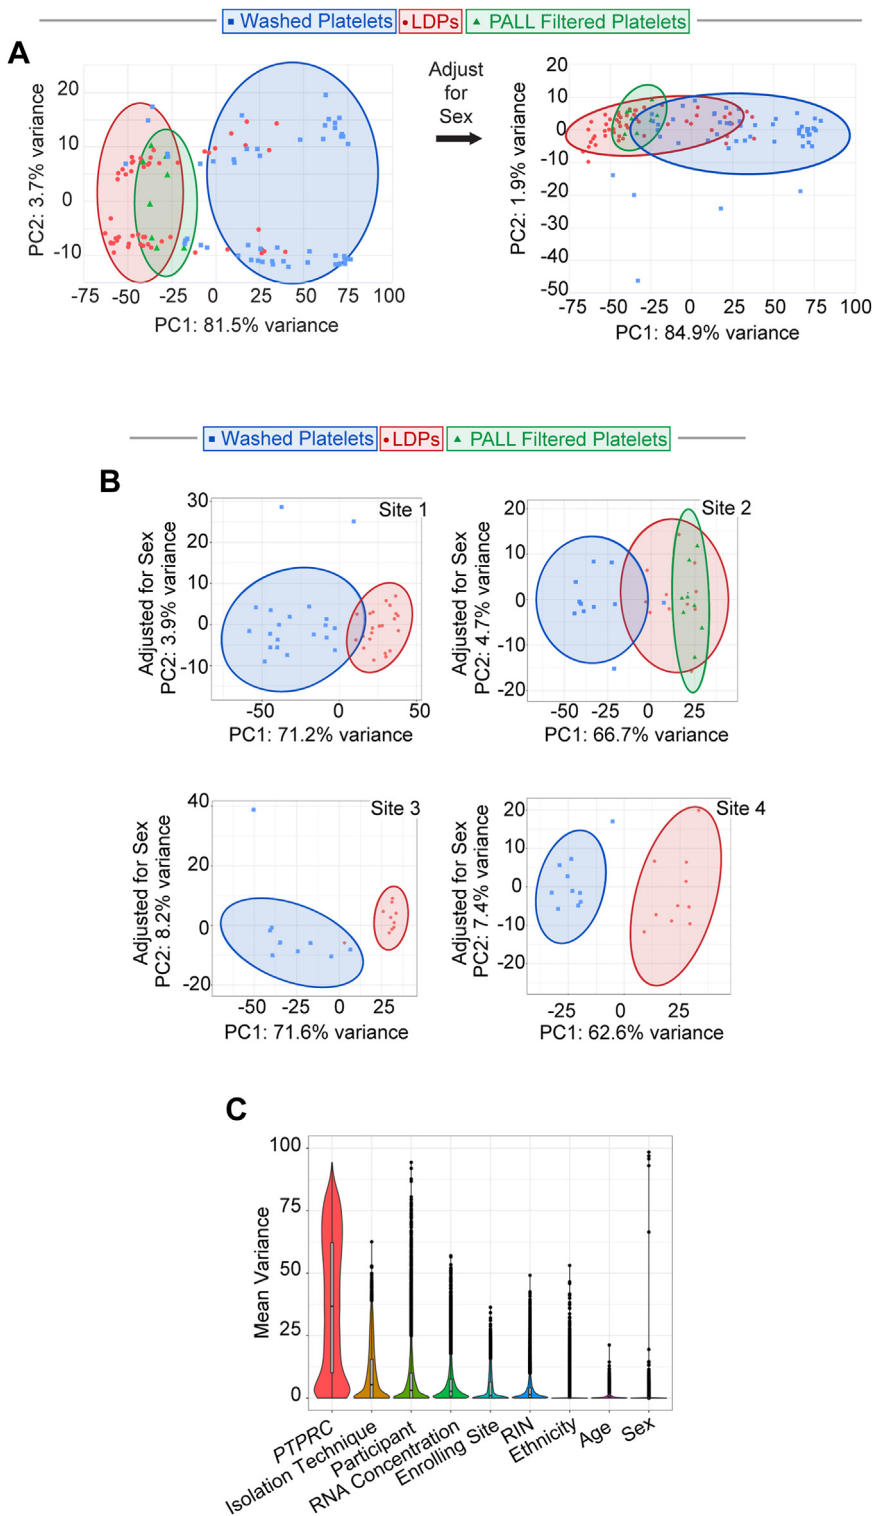 Washed Platelets LDPs PALL Filtered Platelets
A
20
10
0
-10
PC2: 3.7% variance
-75 -50 -25 0 25 50 75 100
PC1: 81.5% variance
Adjust
for
Sex
20
10
0
-10
-20
-30
-40
-50
PC2: 1.9% variance
-75 -50 -25 0 25 50 75 100
PC1: 84.9% variance
Washed Platelets LDPs PALL Filtered Platelets
B
Site 1
30
20
10
0
-10
Adjusted for Sex
PC2: 3.9% variance
-50 0 50
PC1: 71.2% variance
Site 2
20
10
0
-10
-20
Adjusted for Sex
PC2: 4.7% variance
-50 -25 0 25
PC1: 66.7% variance
Site 3
40
20
0
-20
Adjusted for Sex
PC2: 8.2% variance
-50 -25 0 25
PC1: 71.6% variance
Site 4
20
10
0
-10
-20
Adjusted for Sex
PC2: 7.4% variance
-25 0 25
PC1: 62.6% variance
C
100
75
50
25
0
Mean Variance
PTPRC
Isolation Technique
Participant
RNA Concentration
Enrolling Site
RIN
Ethnicity
Age
Sex